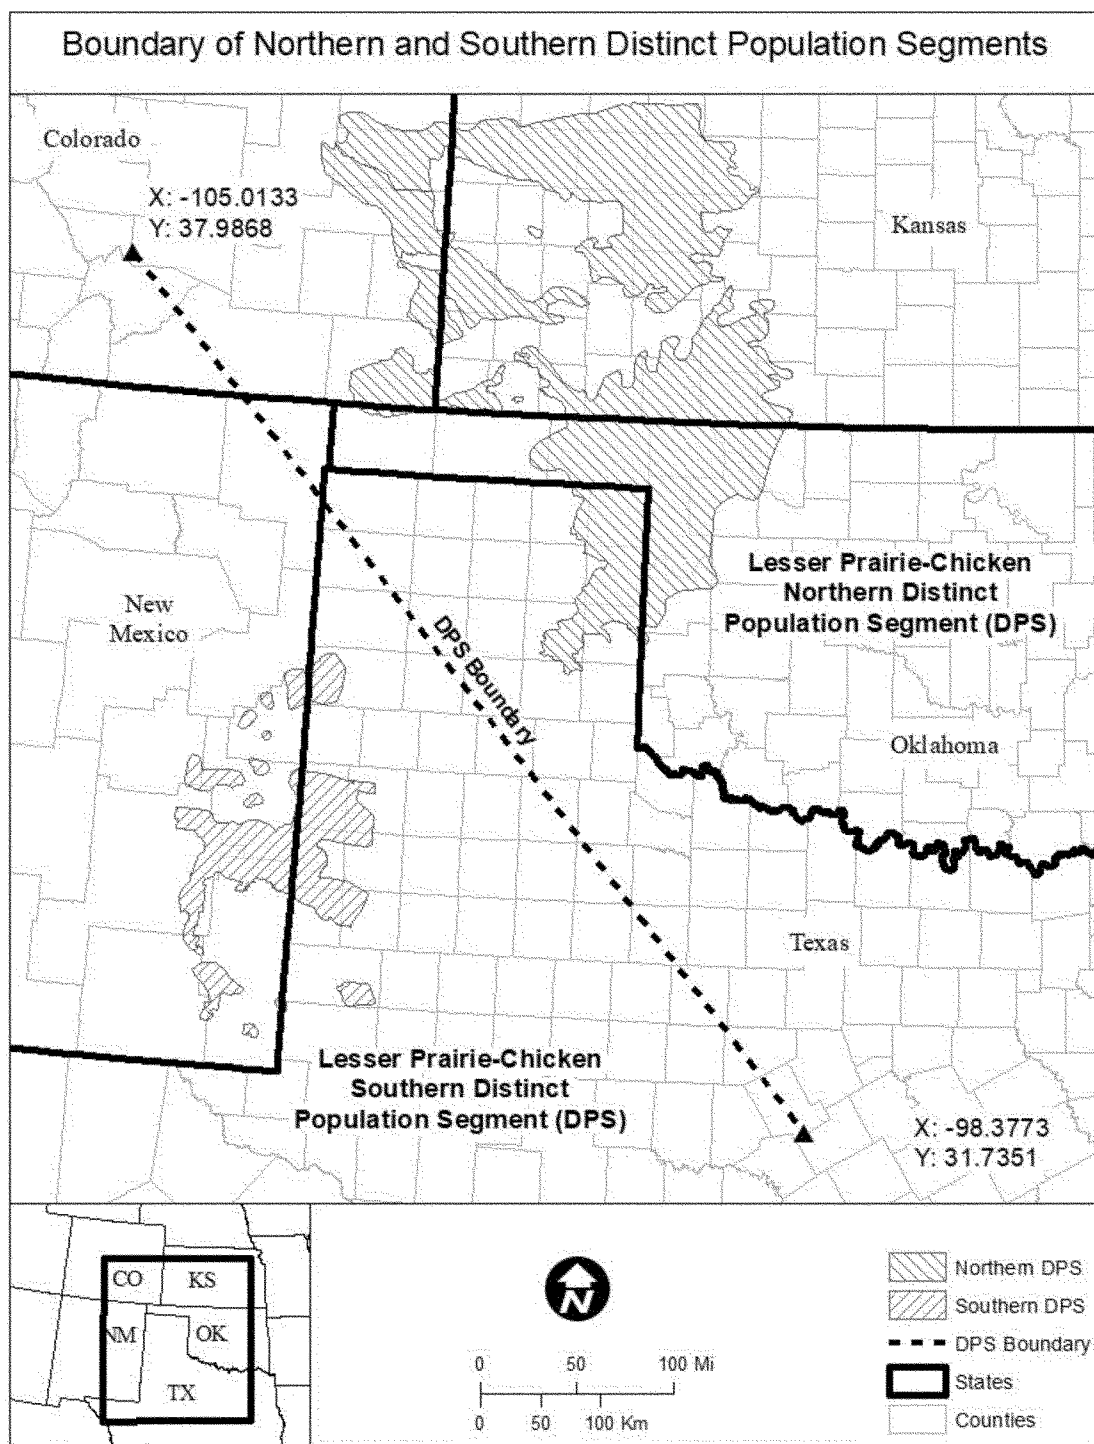 Boundary of Northern and Southern Distinct Population Segments
Colorado
X: -105.0133
Y: 37.9868
Kansas
Lesser Prairie-Chicken
Northern Distinct
Population Segment (DPS)
New
Mexico
DPS Boundary
Oklahoma
Texas
Lesser Prairie-Chicken
Southern Distinct
Population Segment (DPS)
X: -98.3773
Y: 31.7351
CO
KS
NM
OK
TX
N
0 50 100 Mi
0 50 100 Km
Northern DPS
Southern DPS
DPS Boundary
States
Counties